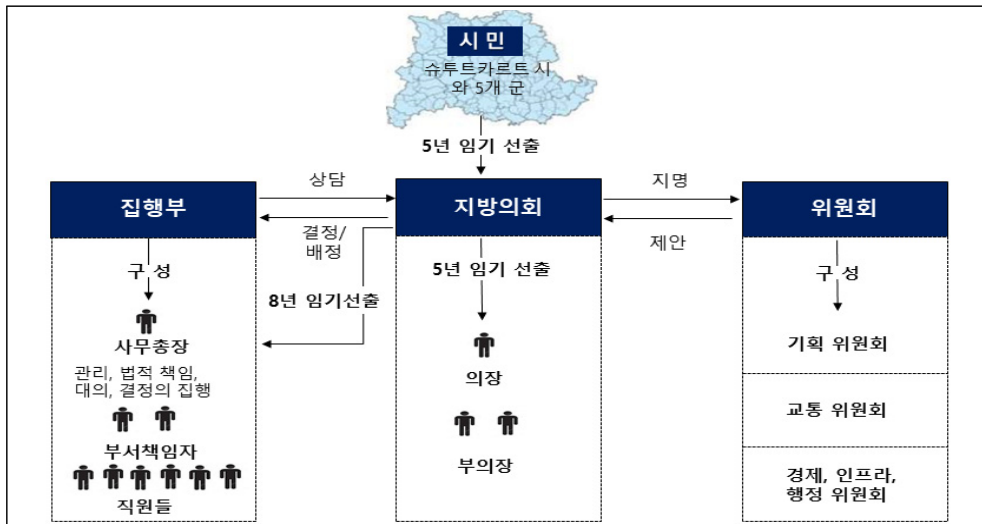 시 민
슈투트카르트 시
와 5개 군
5년 임기 선출
상담
지명
집행부
지방의회
위원회
결정/
배정
제안
구 성
5년 임기 선출
구 성
8년 임기선출
사무총장
관리, 법적 책임,
대의, 결정의 집행
부서책임자
직원들
의장
부의장
기획 위원회
교통 위원회
경제, 인프라,
행정 위원회